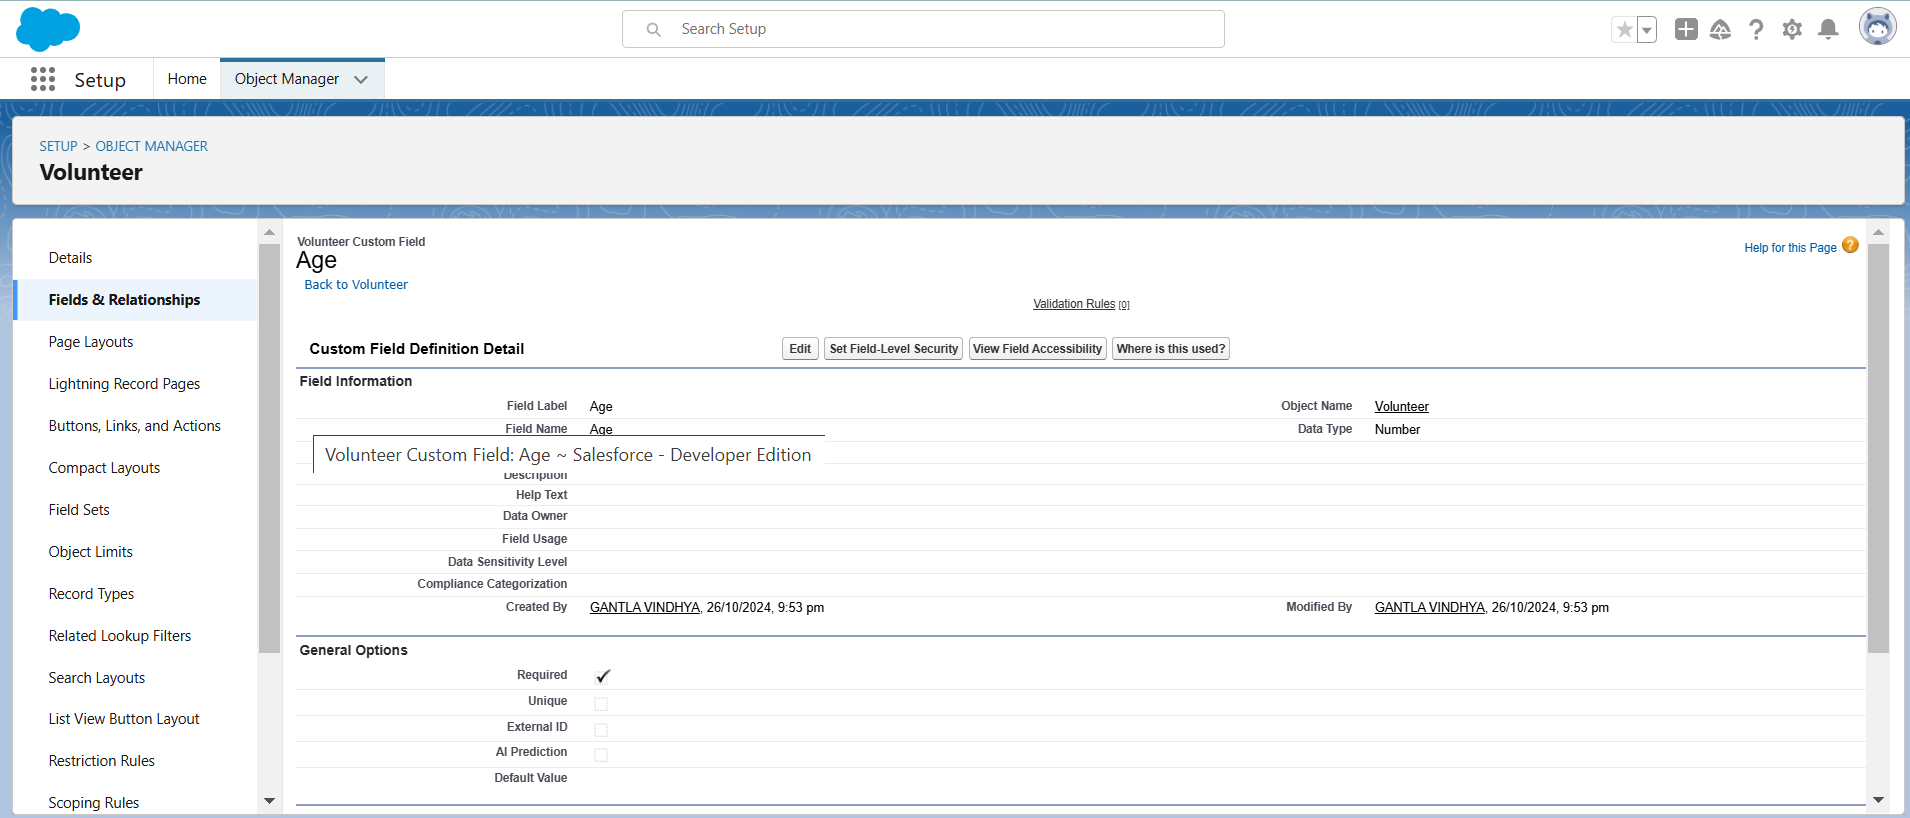 Search Setup
Setup
Home
Object Manager
SETUP > OBJECT MANAGER
Volunteer
Details
Fields & Relationships
Page Layouts
Lightning Record Pages
Buttons, Links, and Actions
Compact Layouts
Field Sets
Object Limits
Record Types
Related Lookup Filters
Search Layouts
List View Button Layout
Restriction Rules
Scoping Rules
Volunteer Custom Field
Age
Back to Volunteer
Help for this Page
Validation Rules [0]
Custom Field Definition Detail
Edit
Set Field-Level Security
View Field Accessibility
Where is this used?
Field Information
Field Label Age Object Name Volunteer
Field Name Age Data Type Number
Volunteer Custom Field: Age ~ Salesforce - Developer Edition
Description
Help Text
Data Owner
Field Usage
Data Sensitivity Level
Compliance Categorization
Created By GANTLA VINDHYA, 26/10/2024, 9:53 pm Modified By GANTLA VINDHYA, 26/10/2024, 9:53 pm
General Options
Required
Unique
External ID
AI Prediction
Default Value